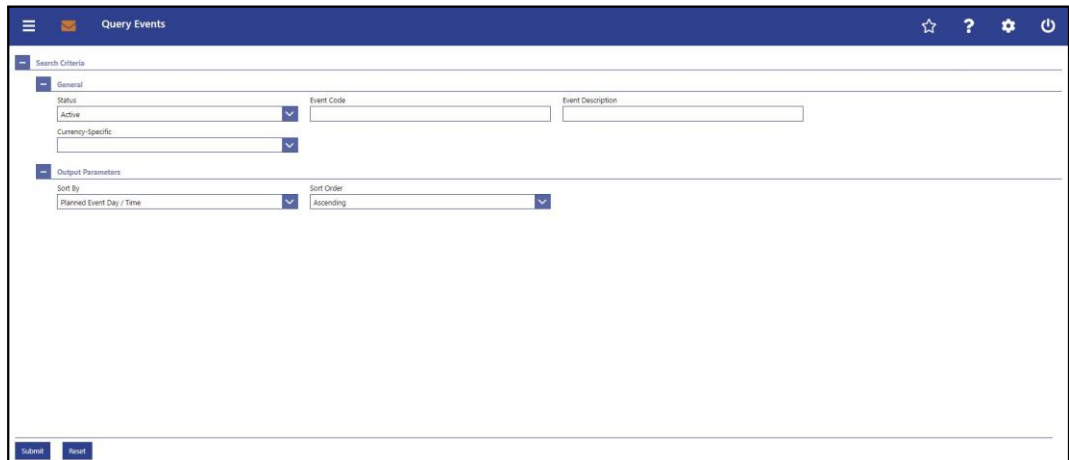 Query Events
?
Search Criteria
General
Status Event Code Event Description
Active
Currency-Specific
Output Parameters
Sort By Sort Order
Planned Event Day / Time Ascending
Submit Reset